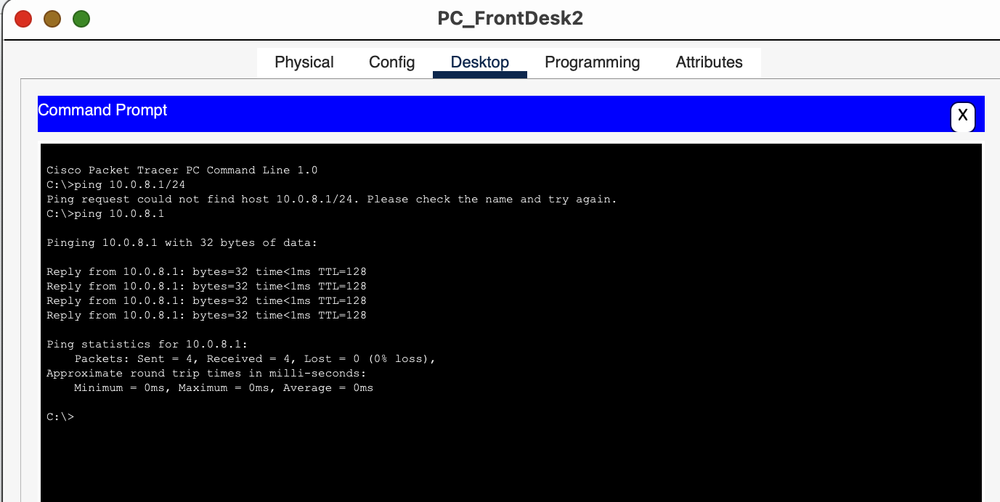 PC_FrontDesk2
Physical Config Desktop Programming Attributes
Command Prompt
X
Cisco Packet Tracer PC Command Line 1.0
C:\>ping 10.0.8.1/24
Ping request could not find host 10.0.8.1/24. Please check the name and try again.
C:\>ping 10.0.8.1
Pinging 10.0.8.1 with 32 bytes of data:
Reply from 10.0.8.1: bytes=32 time<1ms TTL=128
Reply from 10.0.8.1: bytes=32 time<1ms TTL=128
Reply from 10.0.8.1: bytes=32 time<1ms TTL=128
Reply from 10.0.8.1: bytes=32 time<1ms TTL=128
Ping statistics for 10.0.8.1:
Packets: Sent = 4, Received = 4, Lost = 0 (0% loss),
Approximate round trip times in milli-seconds:
Minimum = 0ms, Maximum = 0ms, Average = 0ms
C:\>